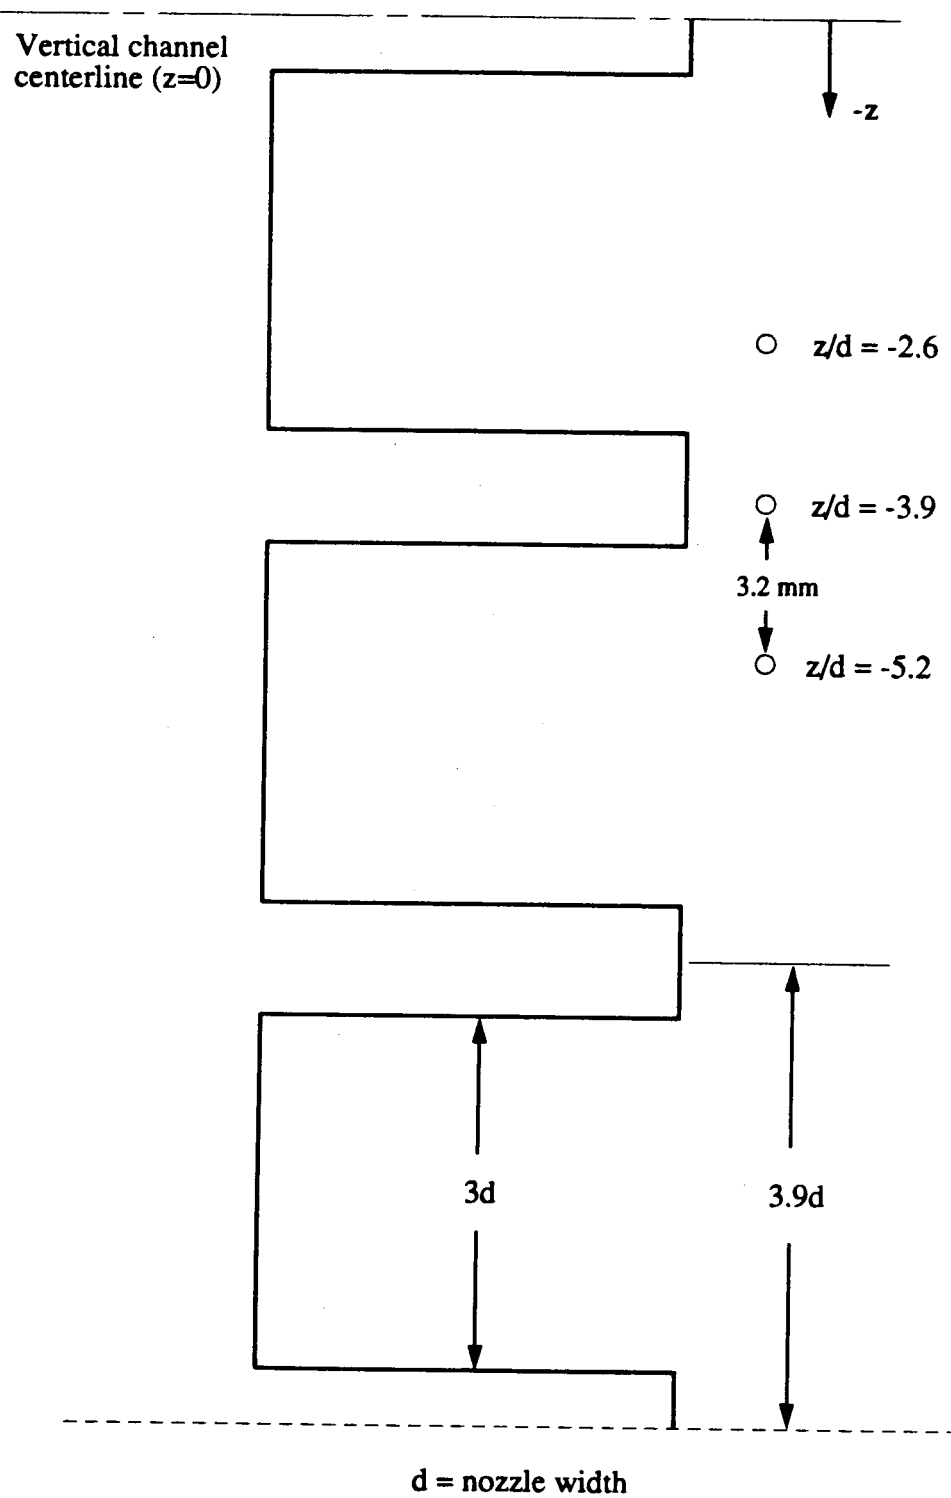 Vertical channel
centerline (z=0)
-z
z/d = -2.6
z/d = -3.9
3.2 mm
z/d = -5.2
3d
3.9d
d = nozzle width